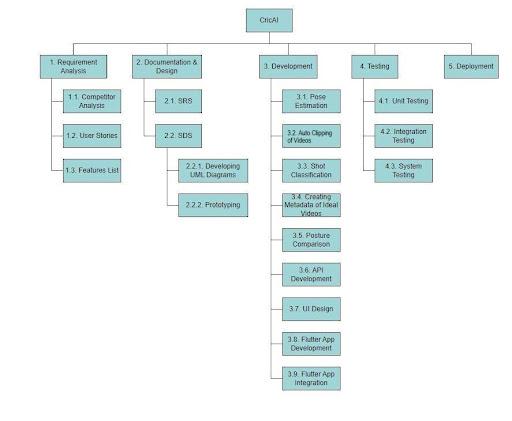 CricAI
1. Requirement
Analysis
2. Documentation &
Design
3. Development
4. Testing
5. Deployment
1.1. Competitor
Analysis
1.2. User Stories
1.3. Features List
2.1. SRS
2.2. SDS
2.2.1. Developing
UML Diagrams
2.2.2. Prototyping
3.1. Pose
Estimation
3.2. Auto Clipping
of Videos
3.3. Shot
Classification
3.4. Creating
Metadata of Ideal
Videos
3.5. Posture
Comparison
3.6. API
Development
3.7. UI Design
3.8. Flutter App
Development
3.9. Flutter App
Integration
4.1. Unit Testing
4.2. Integration
Testing
4.3. System
Testing